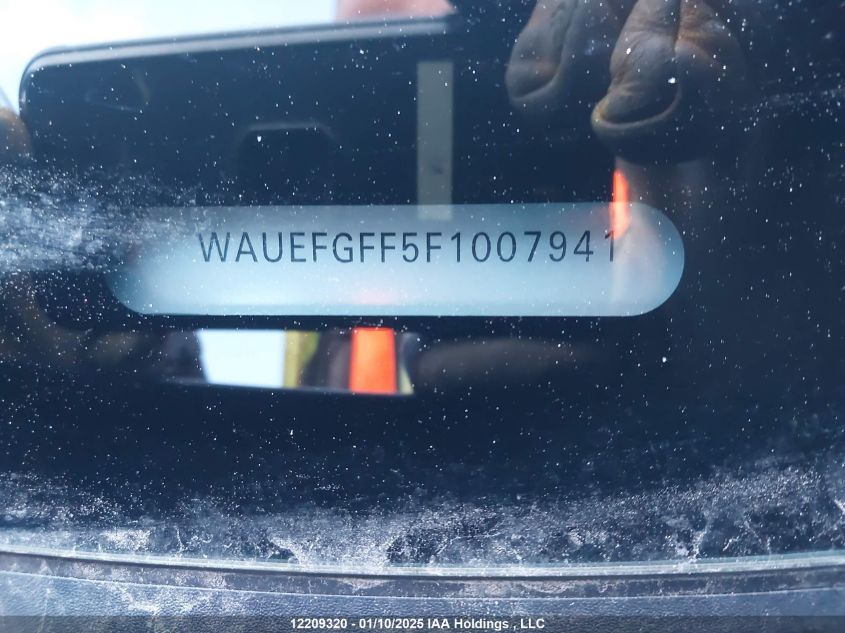 WAUEFGFF5F1007941
12209320 - 01/10/2025 IAA Holdings , LLC